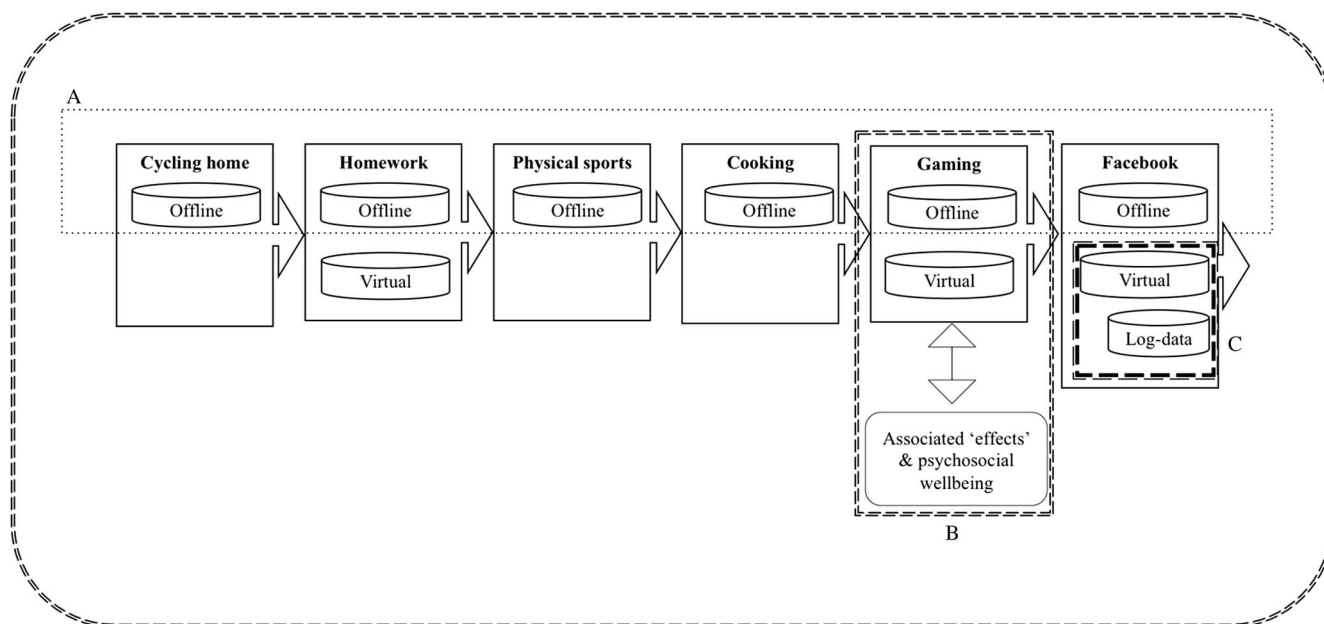 A
Cycling home
Offline
Homework
Offline
Virtual
Physical sports
Offline
Cooking
Offline
Gaming
Offline
Virtual
Associated ‘effects’
& psychosocial
wellbeing
B
Facebook
Offline
Virtual
Log-data
C